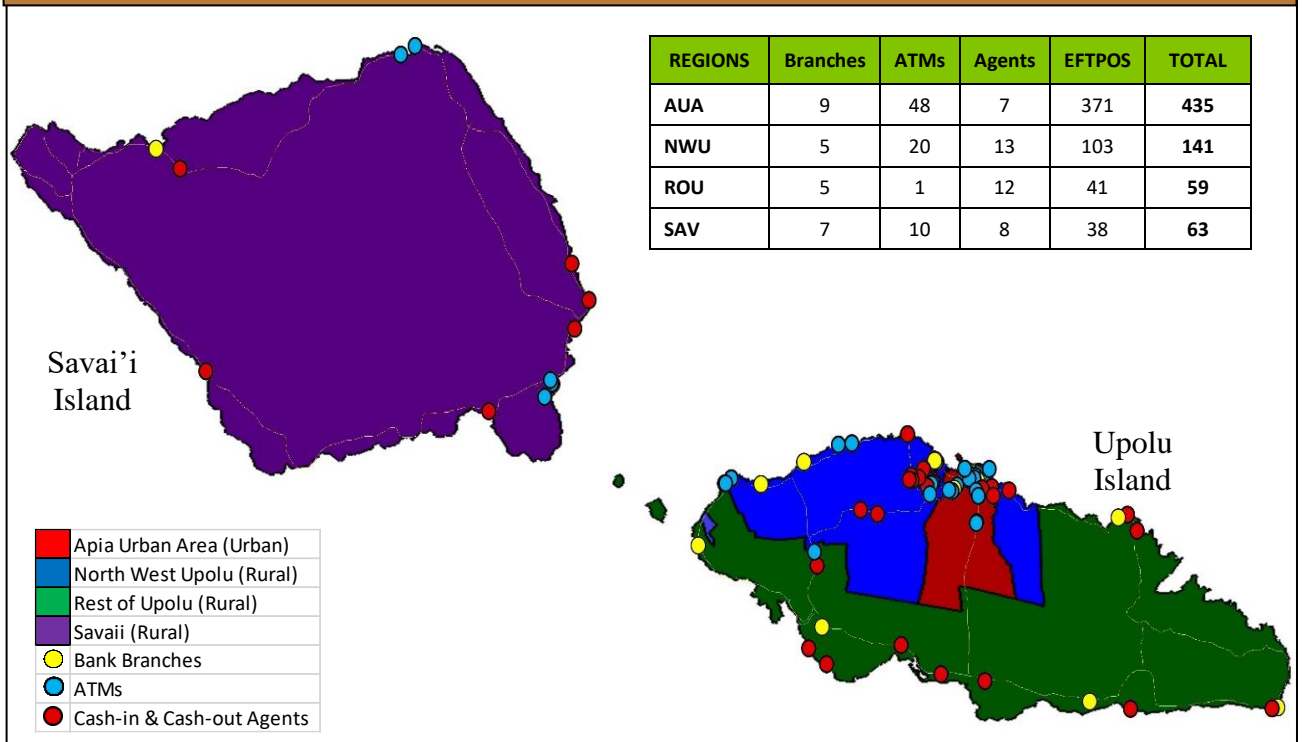 REGIONS Branches ATMs Agents EFTPOS TOTAL
AUA 9 48 7 371 435
NWU 5 20 13 103 141
ROU 5 1 12 41 59
SAV 7 10 8 38 63
Savai’i
Island
Upolu
Island
Apia Urban Area (Urban)
North West Upolu (Rural)
Rest of Upolu (Rural)
Savaii (Rural)
Bank Branches
ATMs
Cash-in & Cash-out Agents